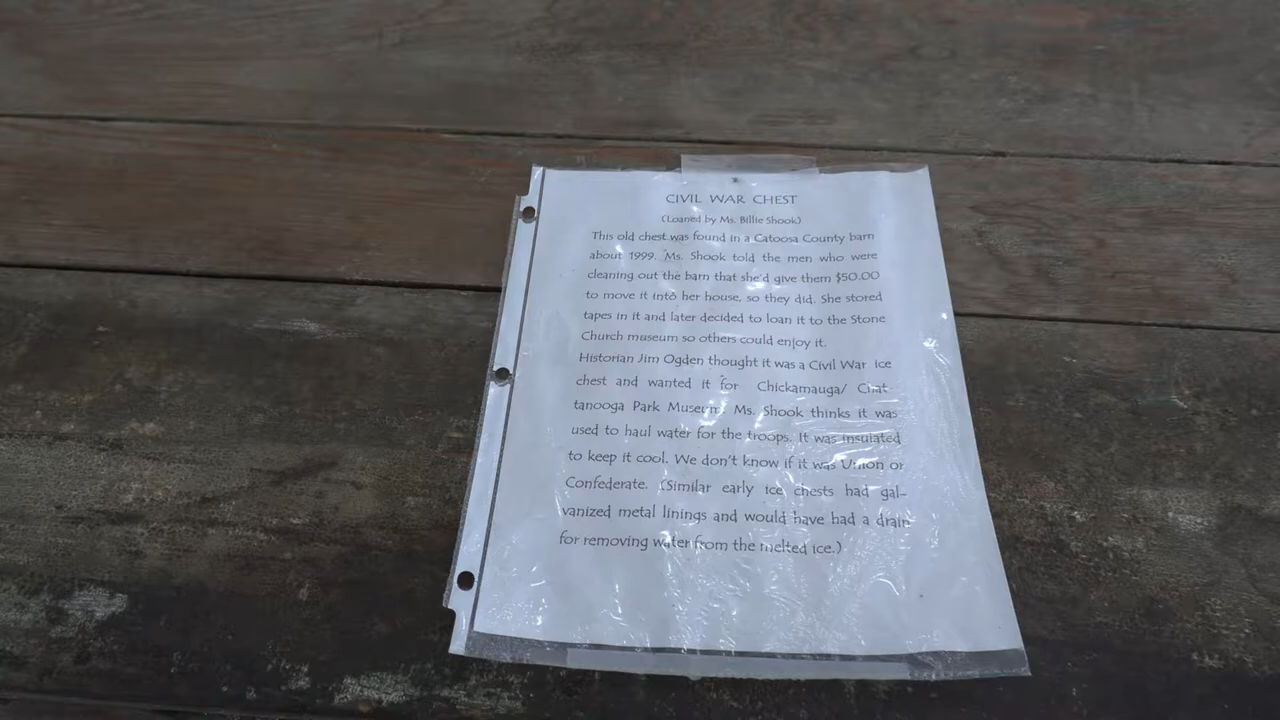 CIVIL WAR CHEST
(Loaned by Ms. Billie Shook)
This old chest was found in a Catoosa County barn
about 1999. Ms. Shook told the men who were
cleaning out the barn that she'd give them $50.00
to move it into her house, so they did. She stored
tapes in it and later decided to loan it to the Stone
Church museum so others could enjoy it.
Historian Jim Ogden thought it was a Civil War ice
chest and wanted it for Chickamauga/ Chat-
tanooga Park Museum. Ms. Shook thinks it was
used to haul water for the troops. It was insulated
to keep it cool. We don't know if it was Union or
Confederate. (Similar early ice chests had gal-
vanized metal linings and would have had a drain
for removing water from the melted ice.)